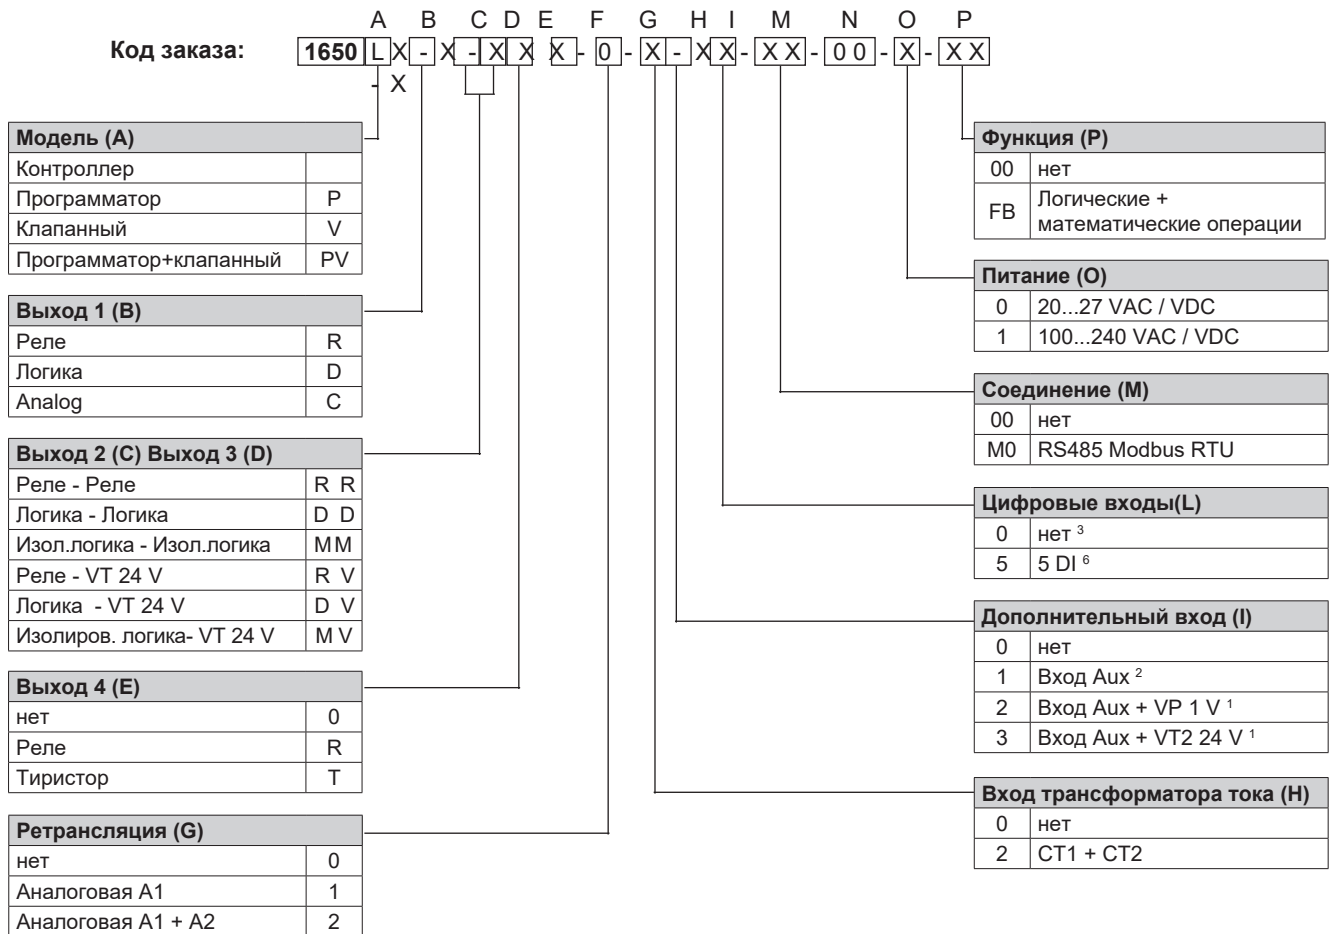 A B C D E F G H I M N O P
Код заказа: 1650 L X - X - X X X - 0 - X - X X - X X - 0 0 - X - X X
- X
Модель (A)
Контроллер
Программатор P
Клапанный V
Программатор+клапанный PV
Выход 1 (B)
Реле R
Логика D
Analog C
Выход 2 (C) Выход 3 (D)
Реле - Реле R R
Логика - Логика D D
Изол.логика - Изол.логика M M
Реле - VT 24 V R V
Логика - VT 24 V D V
Изолиров. логика- VT 24 V M V
Выход 4 (E)
нет 0
Реле R
Тиристор T
Ретрансляция (G)
нет 0
Аналоговая A1 1
Аналоговая A1 + A2 2
Функция (P)
00 нет
FB Логические +
математические операции
Питание (O)
0 20...27 VAC / VDC
1 100...240 VAC / VDC
Соединение (M)
00 нет
M0 RS485 Modbus RTU
Цифровые входы(L)
0 нет ³
5 5 DI ⁶
Дополнительный вход (I)
0 нет
1 Вход Aux ²
2 Вход Aux + VP 1 V ¹
3 Вход Aux + VT2 24 V ¹
Вход трансформатора тока (H)
0 нет
2 CT1 + CT2